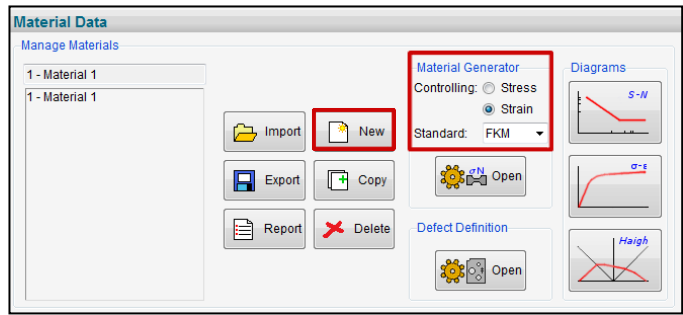 Material Data
Manage Materials
1 - Material 1
1 - Material 1
Import
New
Export
Copy
Report
Delete
Material Generator
Controlling: Stress
Strain
Standard: FKM
σN Open
Defect Definition
Open
Diagrams
S-N
σ-ε
Haigh